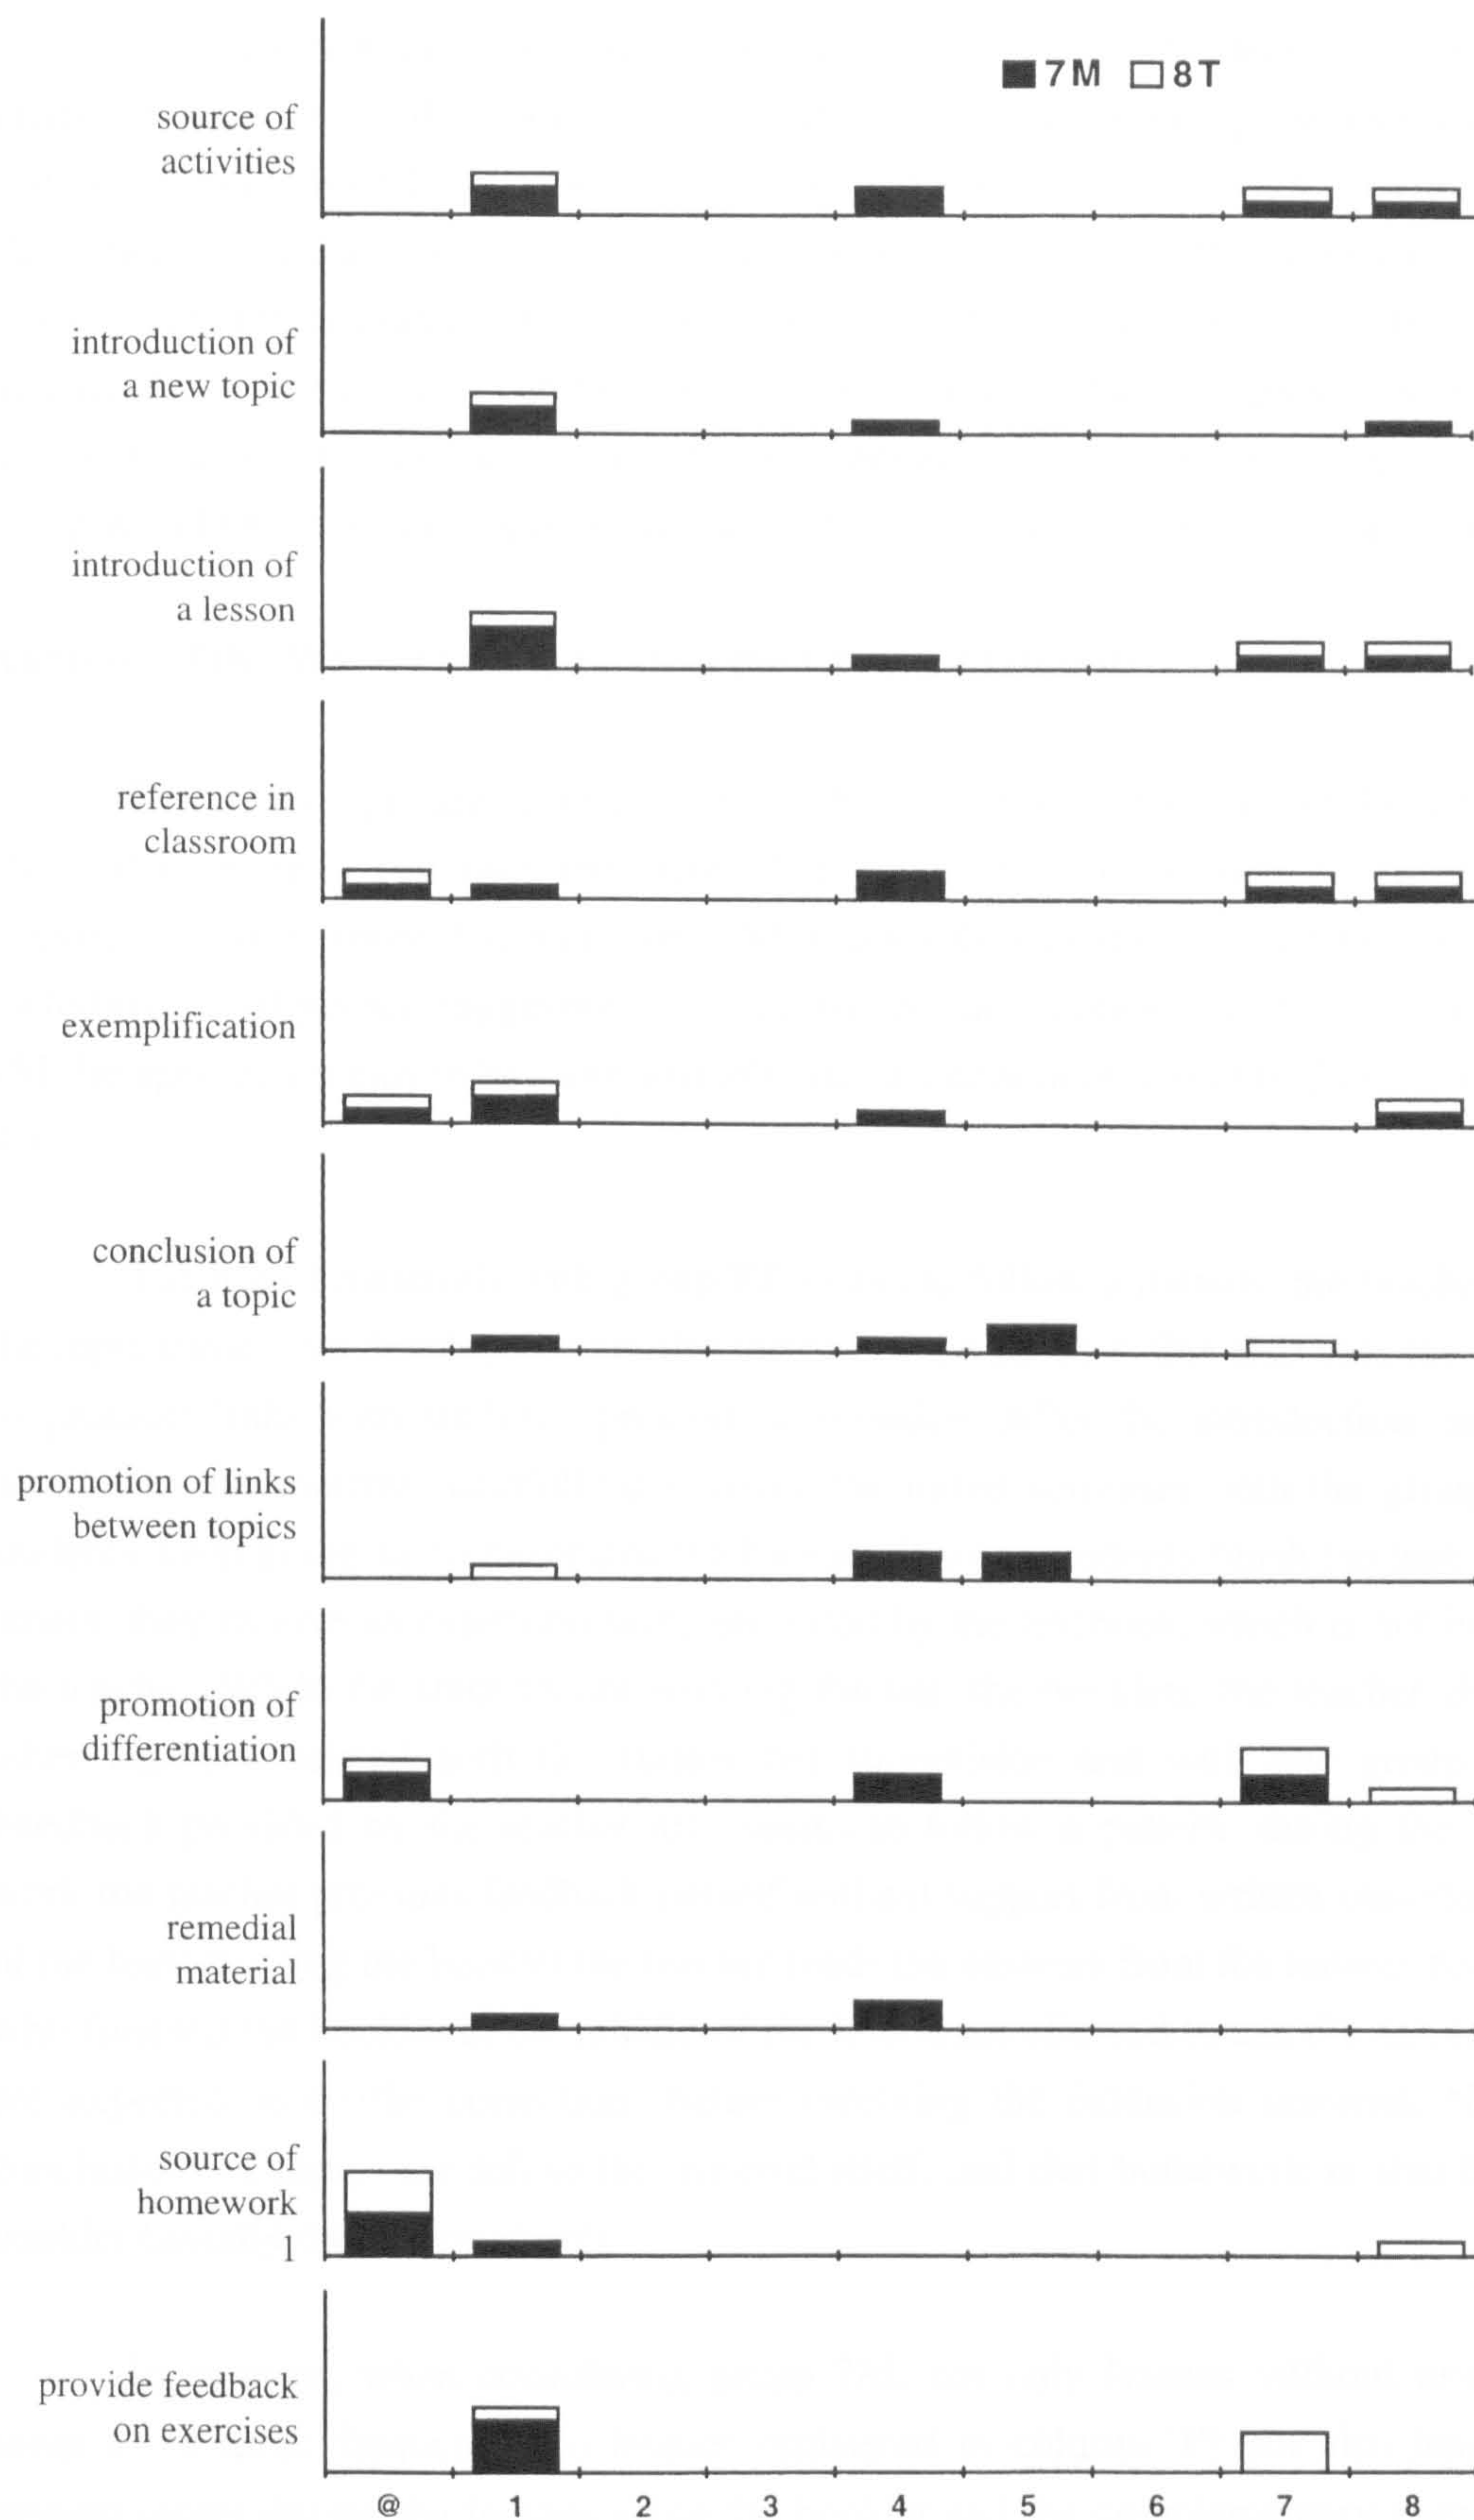 7M 8T
source of
activities
introduction of
a new topic
introduction of
a lesson
reference in
classroom
exemplification
conclusion of
a topic
promotion of links
between topics
promotion of
differentiation
remedial
material
source of
homework
1
provide feedback
on exercises
@ 1 2 3 4 5 6 7 8